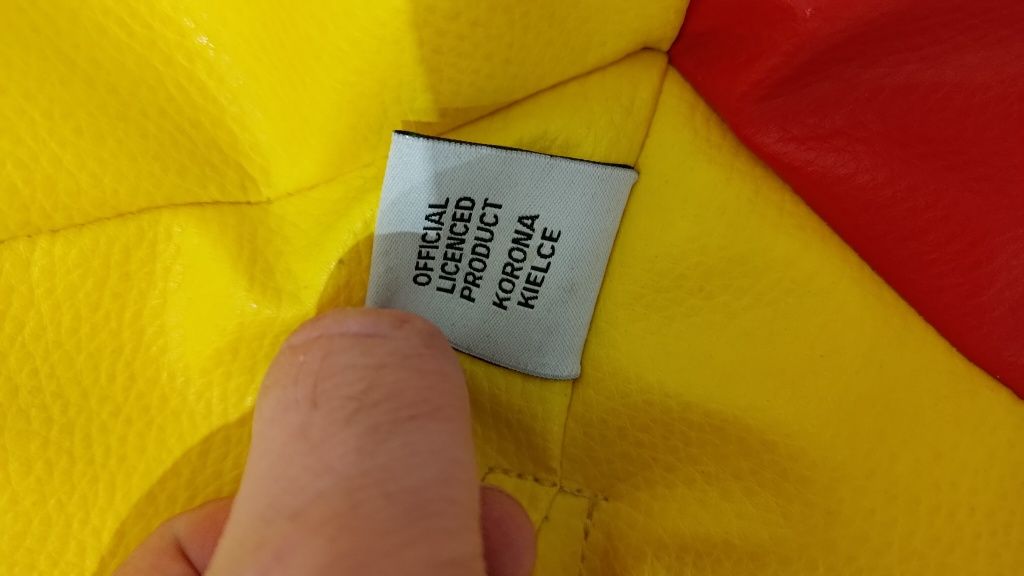 OFFICIAL
LICENCED
PRODUCT
KORONA
KIELCE